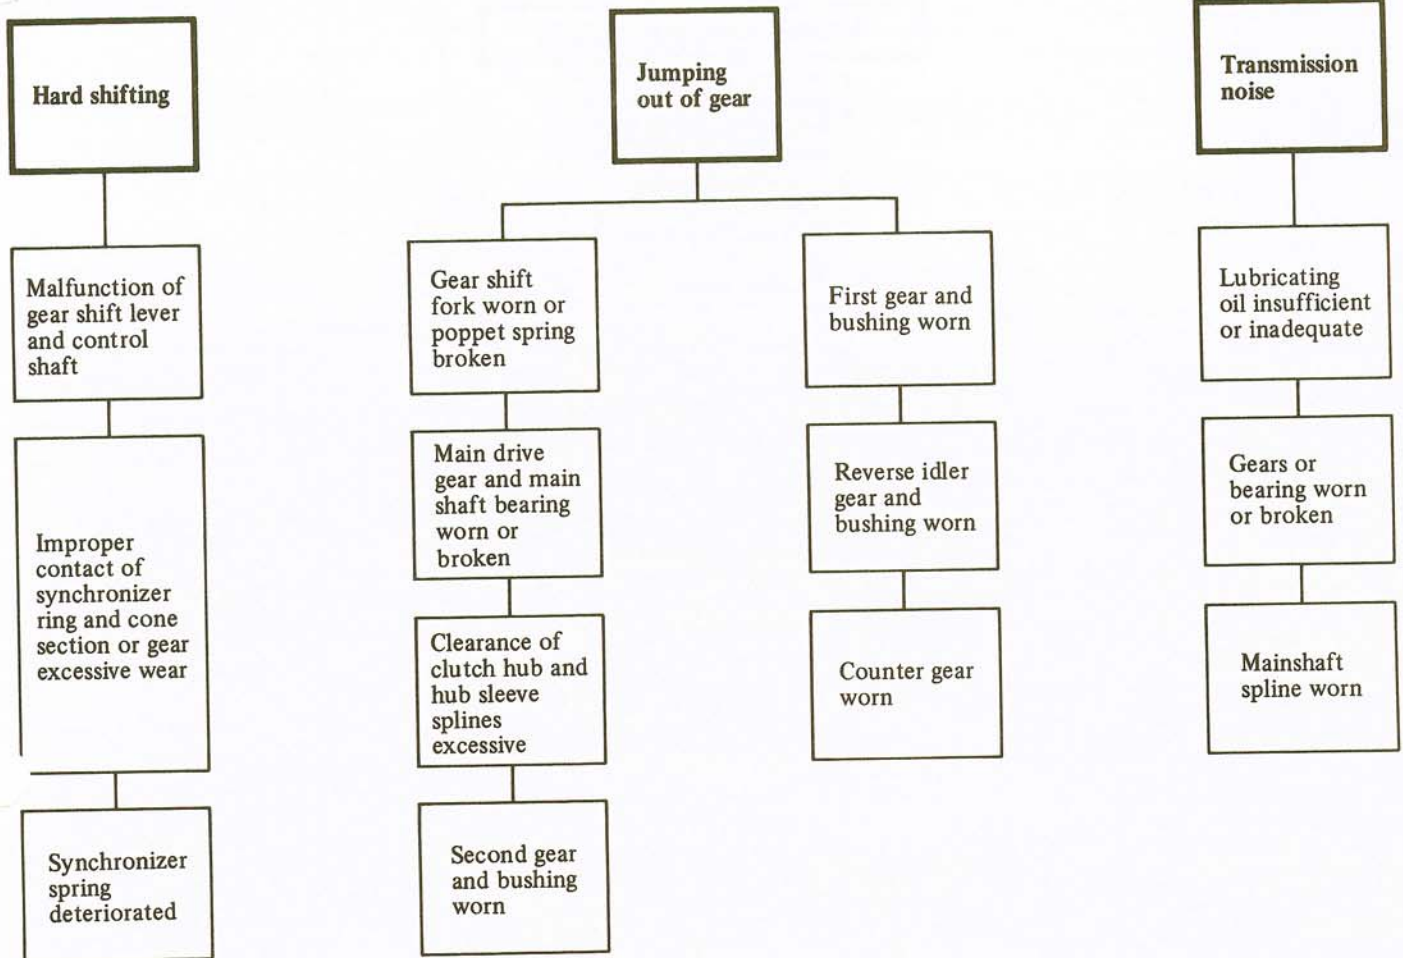 Hard shifting
Malfunction of
gear shift lever
and control
shaft
Improper
contact of
synchronizer
ring and cone
section or gear
excessive wear
Synchronizer
spring
deteriorated
Jumping
out of gear
Gear shift
fork worn or
poppet spring
broken
Main drive
gear and main
shaft bearing
worn or
broken
Clearance of
clutch hub and
hub sleeve
splines
excessive
Second gear
and bushing
worn
First gear and
bushing worn
Reverse idler
gear and
bushing worn
Counter gear
worn
Transmission
noise
Lubricating
oil insufficient
or inadequate
Gears or
bearing worn
or broken
Mainshaft
spline worn